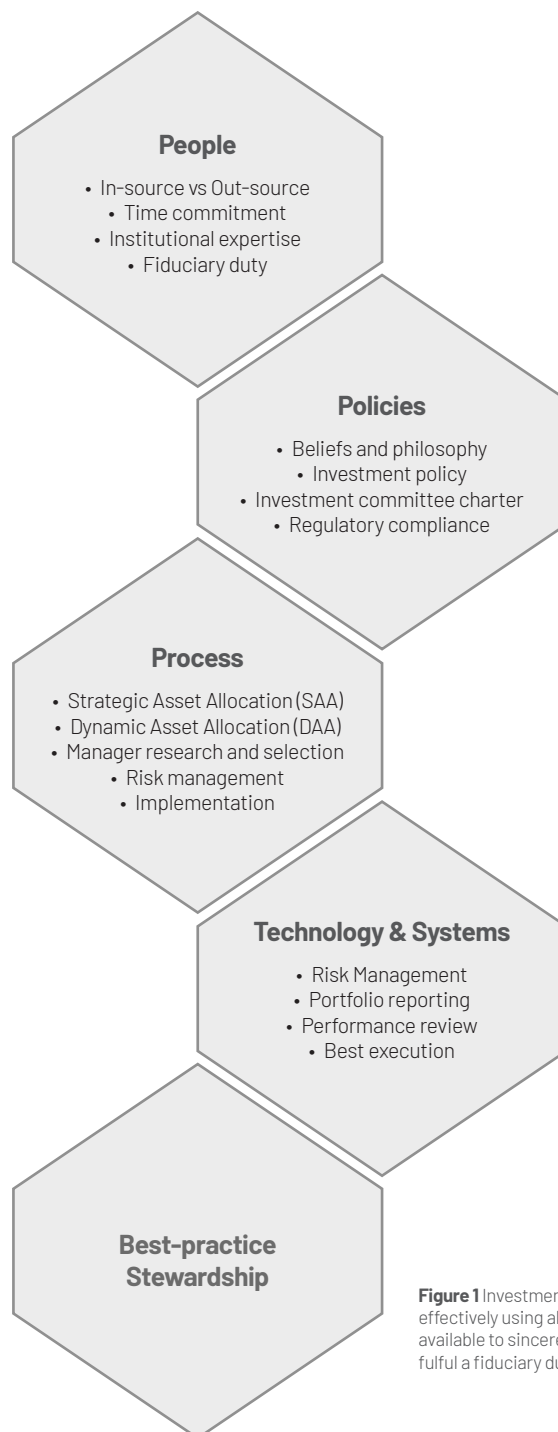 People
• In-source vs Out-source
• Time commitment
• Institutional expertise
• Fiduciary duty
Policies
• Beliefs and philosophy
• Investment policy
• Investment committee charter
• Regulatory compliance
Process
• Strategic Asset Allocation (SAA)
• Dynamic Asset Allocation (DAA)
• Manager research and selection
• Risk management
• Implementation
Technology & Systems
• Risk Management
• Portfolio reporting
• Performance review
• Best execution
Best-practice
Stewardship
Figure 1
effectively using
available to
fulful a fiduciary